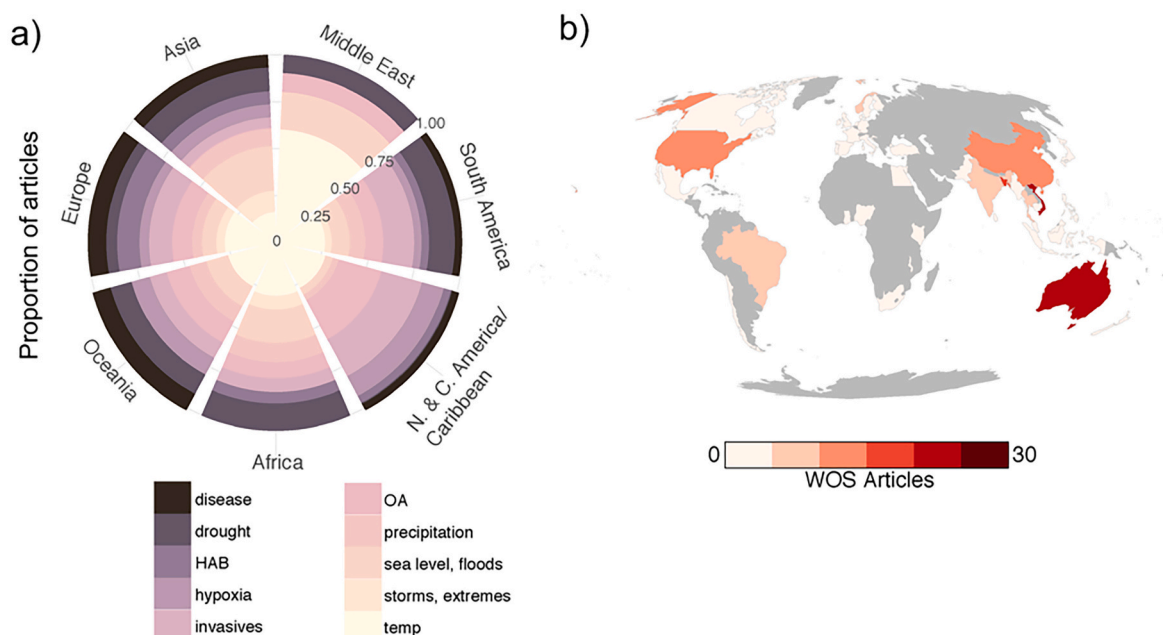 a)
Proportion of articles
Asia
Middle East
South America
N. & C. America/
Caribbean
Africa
Oceania
Europe
1.00
0.75
0.50
0.25
0
disease
drought
HAB
hypoxia
invasives
OA
precipitation
sea level, floods
storms, extremes
temp
b)
0
30
WOS Articles